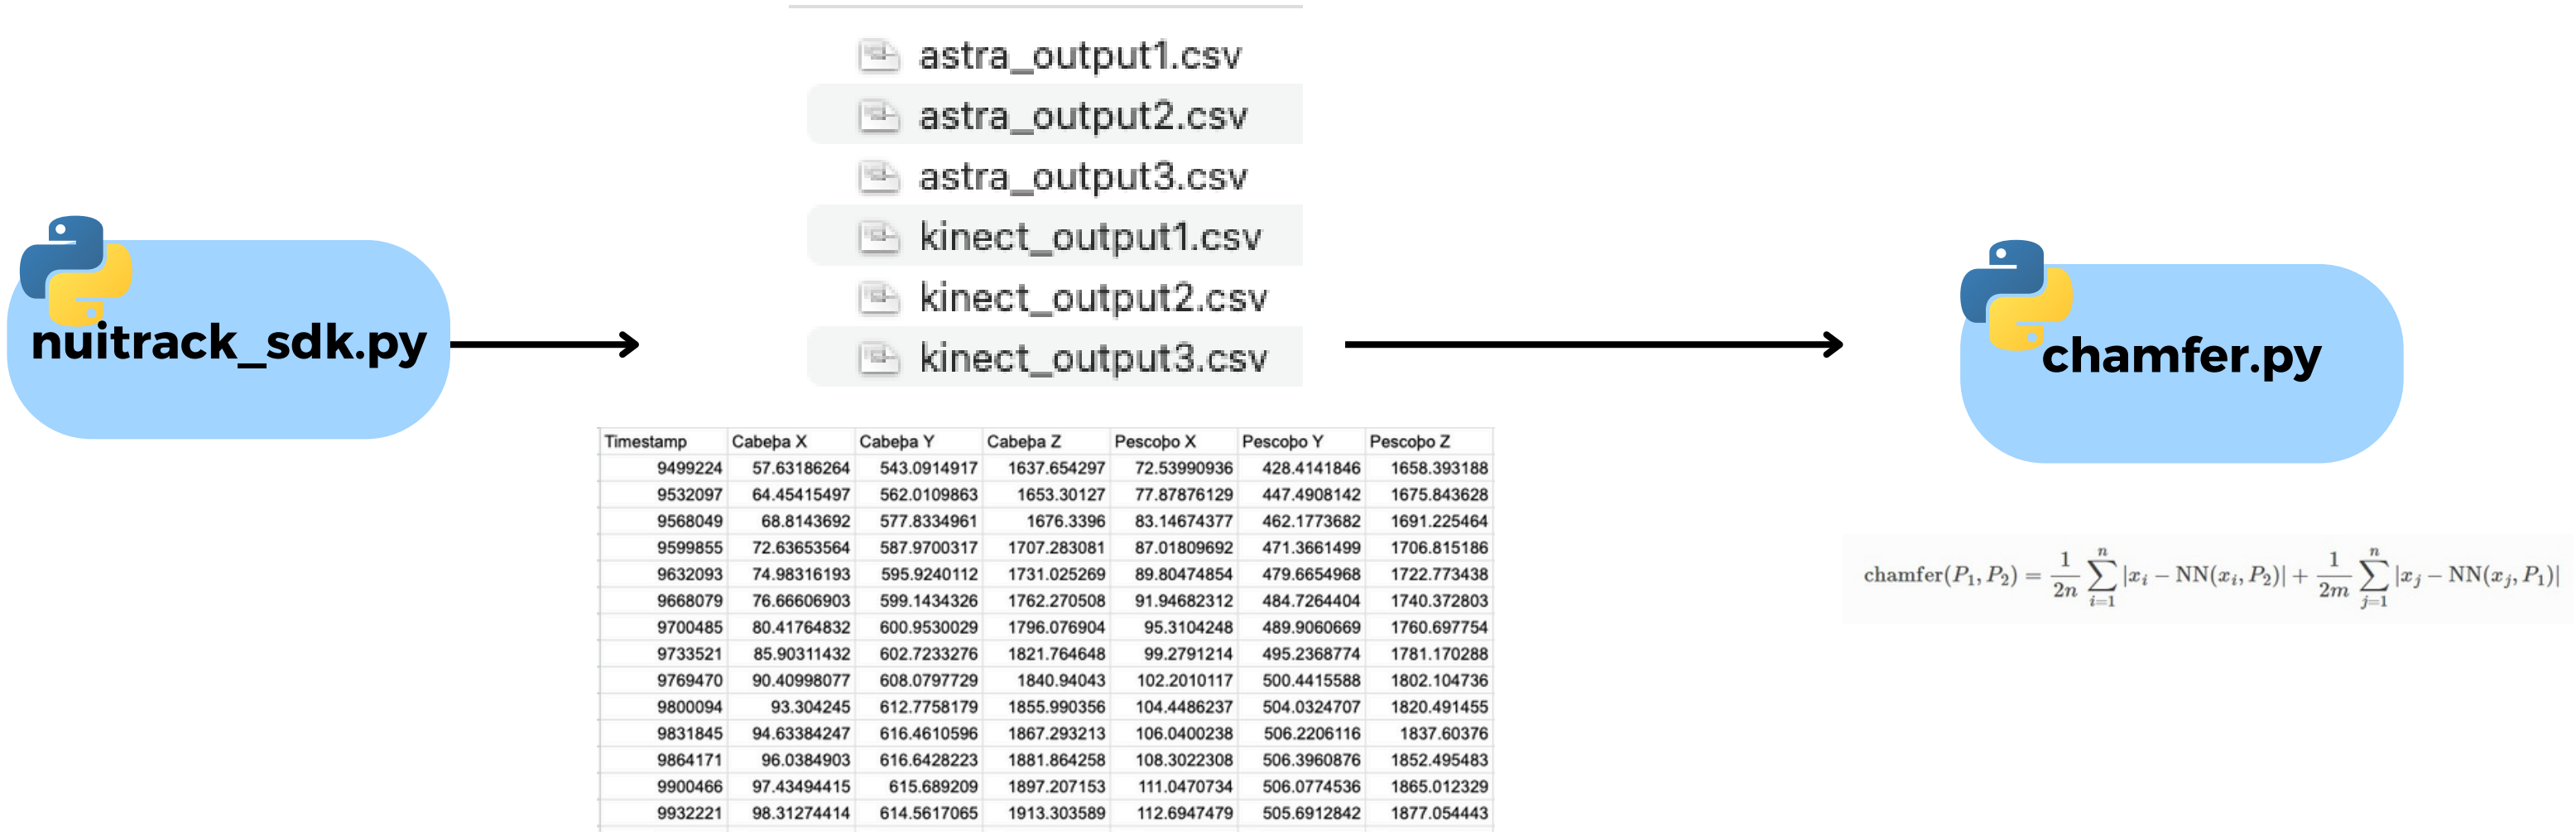 astra_output1.csv
astra_output2.csv
astra_output3.csv
kinect_output1.csv
kinect_output2.csv
kinect_output3.csv
nuitrack_sdk.py
chamfer.py
Timestamp Cabeþa X Cabeþa Y Cabeþa Z Pescoþo X Pescoþo Y Pescoþo Z
9499224 57.63186264 543.0914917 1637.654297 72.53990936 428.4141846 1658.393188
9532097 64.45415497 562.0109863 1653.30127 77.87876129 447.4908142 1675.843628
9568049 68.8143692 577.8334961 1676.3396 83.14674377 462.1773682 1691.225464
9599855 72.63653564 587.9700317 1707.283081 87.01809692 471.3661499 1706.815186
9632093 74.98316193 595.9240112 1731.025269 89.80474854 479.6654968 1722.773438
9668079 76.66606903 599.1434326 1762.270508 91.94682312 484.7264404 1740.372803
9700485 80.41764832 600.9530029 1796.076904 95.3104248 489.9060669 1760.697754
9733521 85.90311432 602.7233276 1821.764648 99.2791214 495.2368774 1781.170288
9769470 90.40998077 608.0797729 1840.94043 102.2010117 500.4415588 1802.104736
9800094 93.304245 612.7758179 1855.990356 104.4486237 504.0324707 1820.491455
9831845 94.63384247 616.4610596 1867.293213 106.0400238 506.2206116 1837.60376
9864171 96.0384903 616.6428223 1881.864258 108.3022308 506.3960876 1852.495483
9900466 97.43494415 615.689209 1897.207153 111.0470734 506.0774536 1865.012329
9932221 98.31274414 614.5617065 1913.303589 112.6947479 505.6912842 1877.054443
chamfer(P₁, P₂) = 1/2n ∑ⁿᵢ₌₁ |xᵢ − NN(xᵢ, P₂)| + 1/2m ∑ⁿⱼ₌₁ |xⱼ − NN(xⱼ, P₁)|